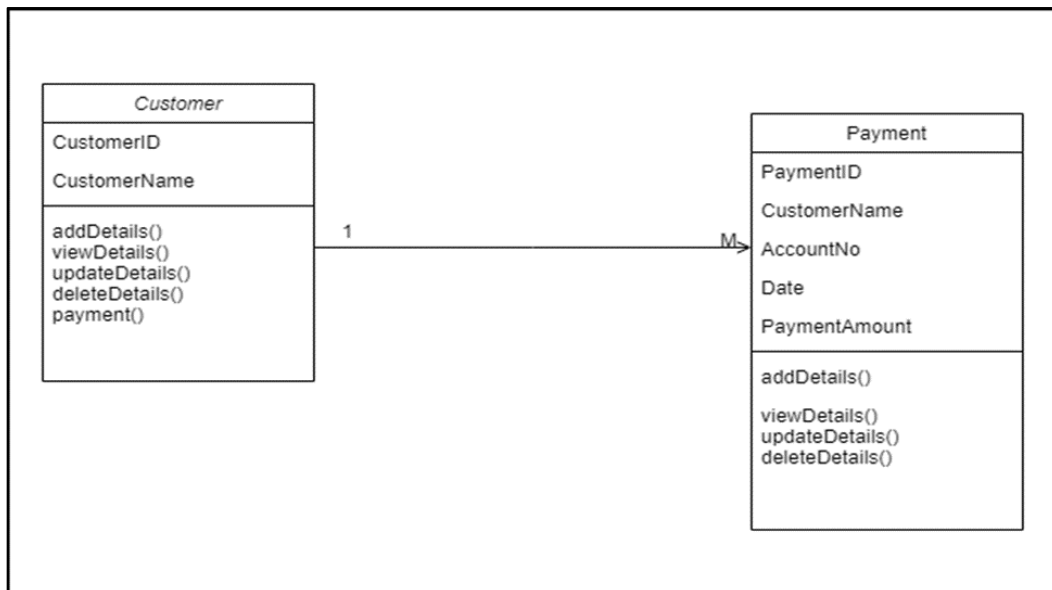 Customer
CustomerID
CustomerName
addDetails()
viewDetails()
updateDetails()
deleteDetails()
payment()
1
M
Payment
PaymentID
CustomerName
AccountNo
Date
PaymentAmount
addDetails()
viewDetails()
updateDetails()
deleteDetails()